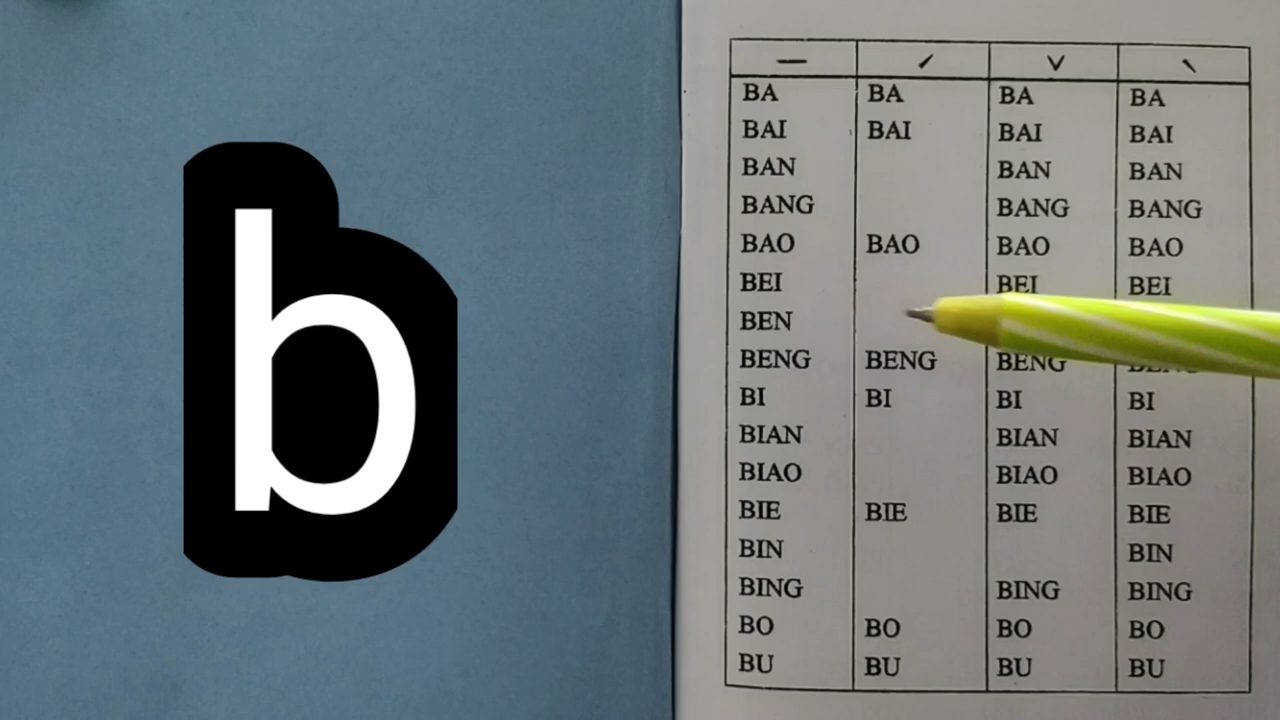 b
— ˊ ˇ ˋ
BA BA BA BA
BAI BAI BAI BAI
BAN BAN BAN
BANG BANG BANG
BAO BAO BAO BAO
BEI BEI BEI
BEN
BENG BENG BENG BENG
BI BI BI BI
BIAN BIAN BIAN
BIAO BIAO BIAO
BIE BIE BIE BIE
BIN BIN
BING BING BING
BO BO BO BO
BU BU BU BU